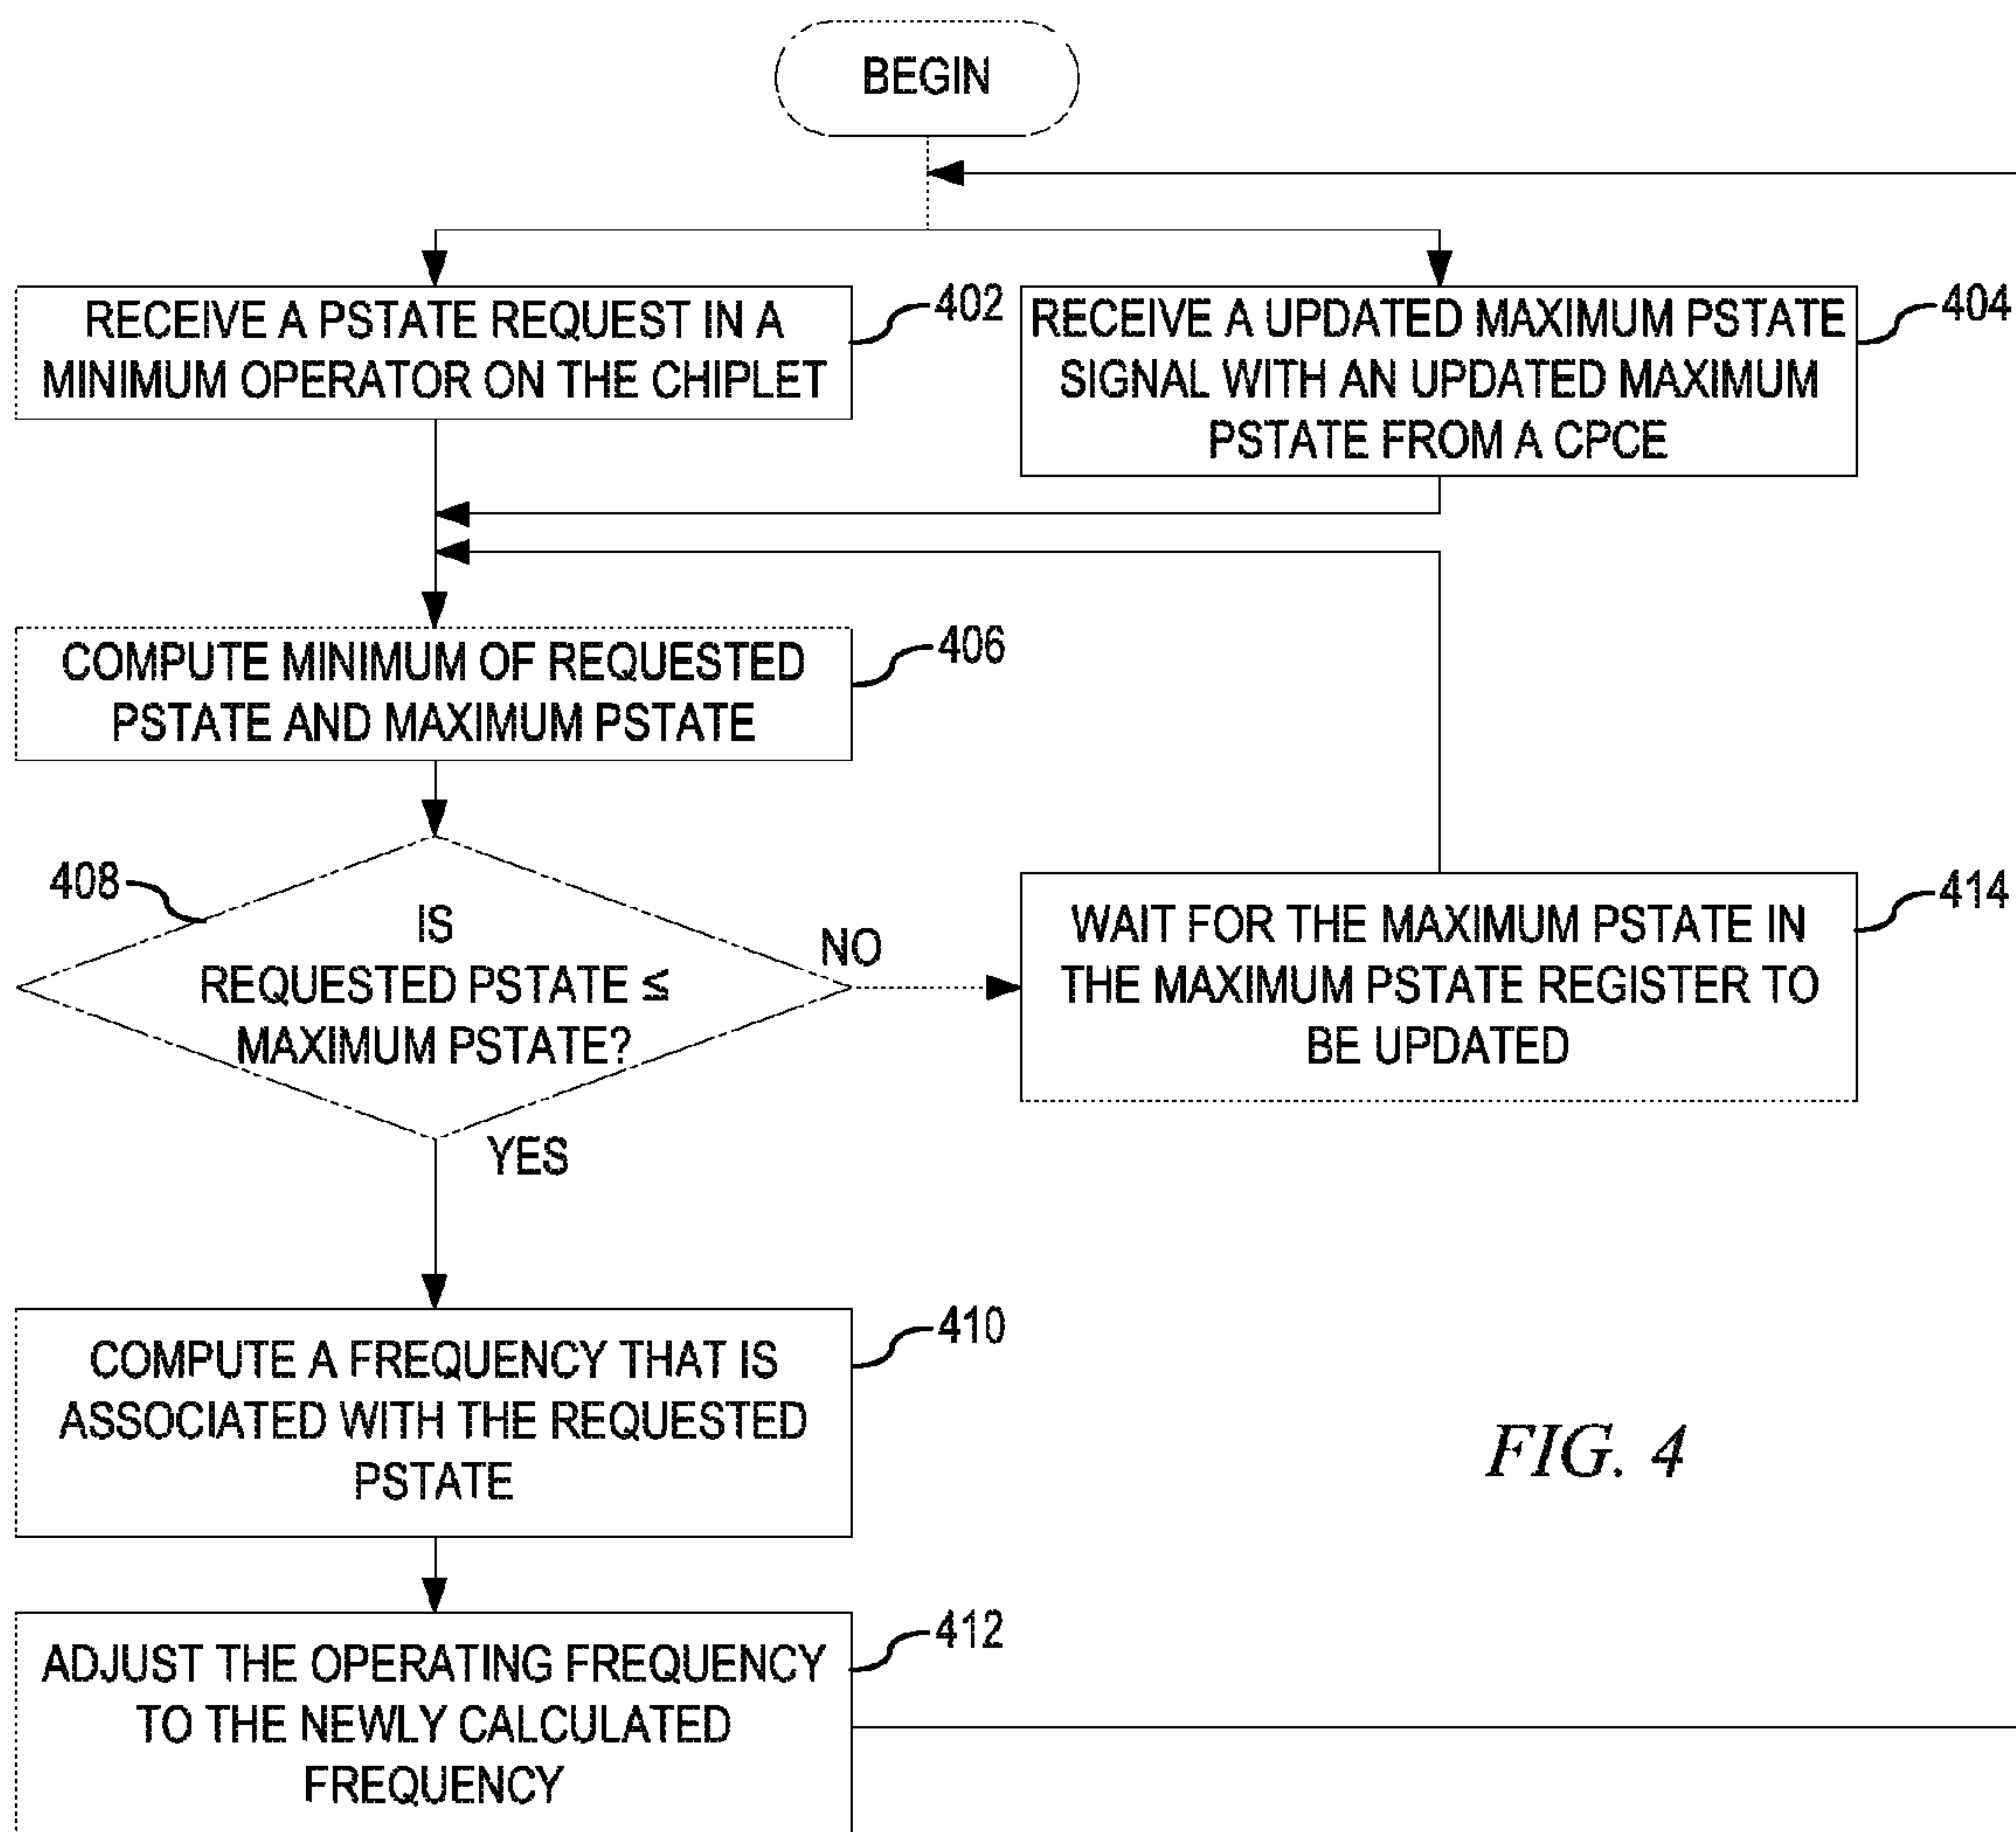 BEGIN
RECEIVE A PSTATE REQUEST IN A
MINIMUM OPERATOR ON THE CHIPLET
402
RECEIVE A UPDATED MAXIMUM PSTATE
SIGNAL WITH AN UPDATED MAXIMUM
PSTATE FROM A CPCE
404
COMPUTE MINIMUM OF REQUESTED
PSTATE AND MAXIMUM PSTATE
406
408
IS
REQUESTED PSTATE ≤
MAXIMUM PSTATE?
NO
YES
WAIT FOR THE MAXIMUM PSTATE IN
THE MAXIMUM PSTATE REGISTER TO
BE UPDATED
414
COMPUTE A FREQUENCY THAT IS
ASSOCIATED WITH THE REQUESTED
PSTATE
410
ADJUST THE OPERATING FREQUENCY
TO THE NEWLY CALCULATED
FREQUENCY
412
FIG. 4